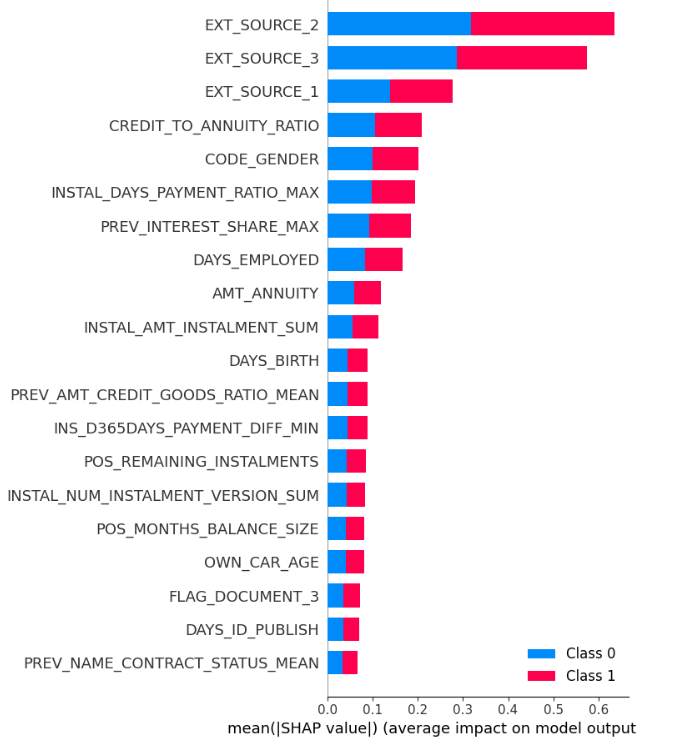 EXT_SOURCE_2
EXT_SOURCE_3
EXT_SOURCE_1
CREDIT_TO_ANNUITY_RATIO
CODE_GENDER
INSTAL_DAYS_PAYMENT_RATIO_MAX
PREV_INTEREST_SHARE_MAX
DAYS_EMPLOYED
AMT_ANNUITY
INSTAL_AMT_INSTALMENT_SUM
DAYS_BIRTH
PREV_AMT_CREDIT_GOODS_RATIO_MEAN
INS_D365DAYS_PAYMENT_DIFF_MIN
POS_REMAINING_INSTALMENTS
INSTAL_NUM_INSTALMENT_VERSION_SUM
POS_MONTHS_BALANCE_SIZE
OWN_CAR_AGE
FLAG_DOCUMENT_3
DAYS_ID_PUBLISH
PREV_NAME_CONTRACT_STATUS_MEAN
Class 0
Class 1
0.0 0.1 0.2 0.3 0.4 0.5 0.6
mean(|SHAP value|) (average impact on model output